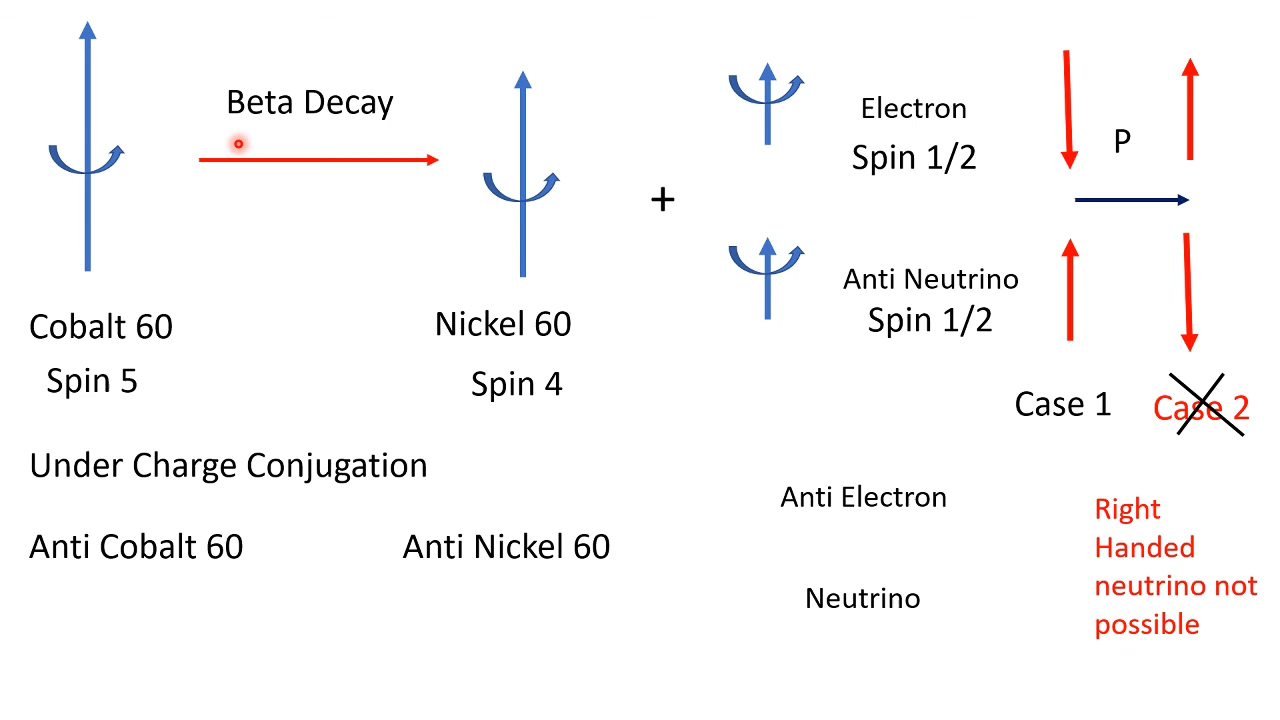 Beta Decay
Electron
Spin 1/2
P
+
Anti Neutrino
Spin 1/2
Cobalt 60
Spin 5
Nickel 60
Spin 4
Case 1
Case 2
Under Charge Conjugation
Anti Cobalt 60
Anti Nickel 60
Anti Electron
Neutrino
Right
Handed
neutrino not
possible